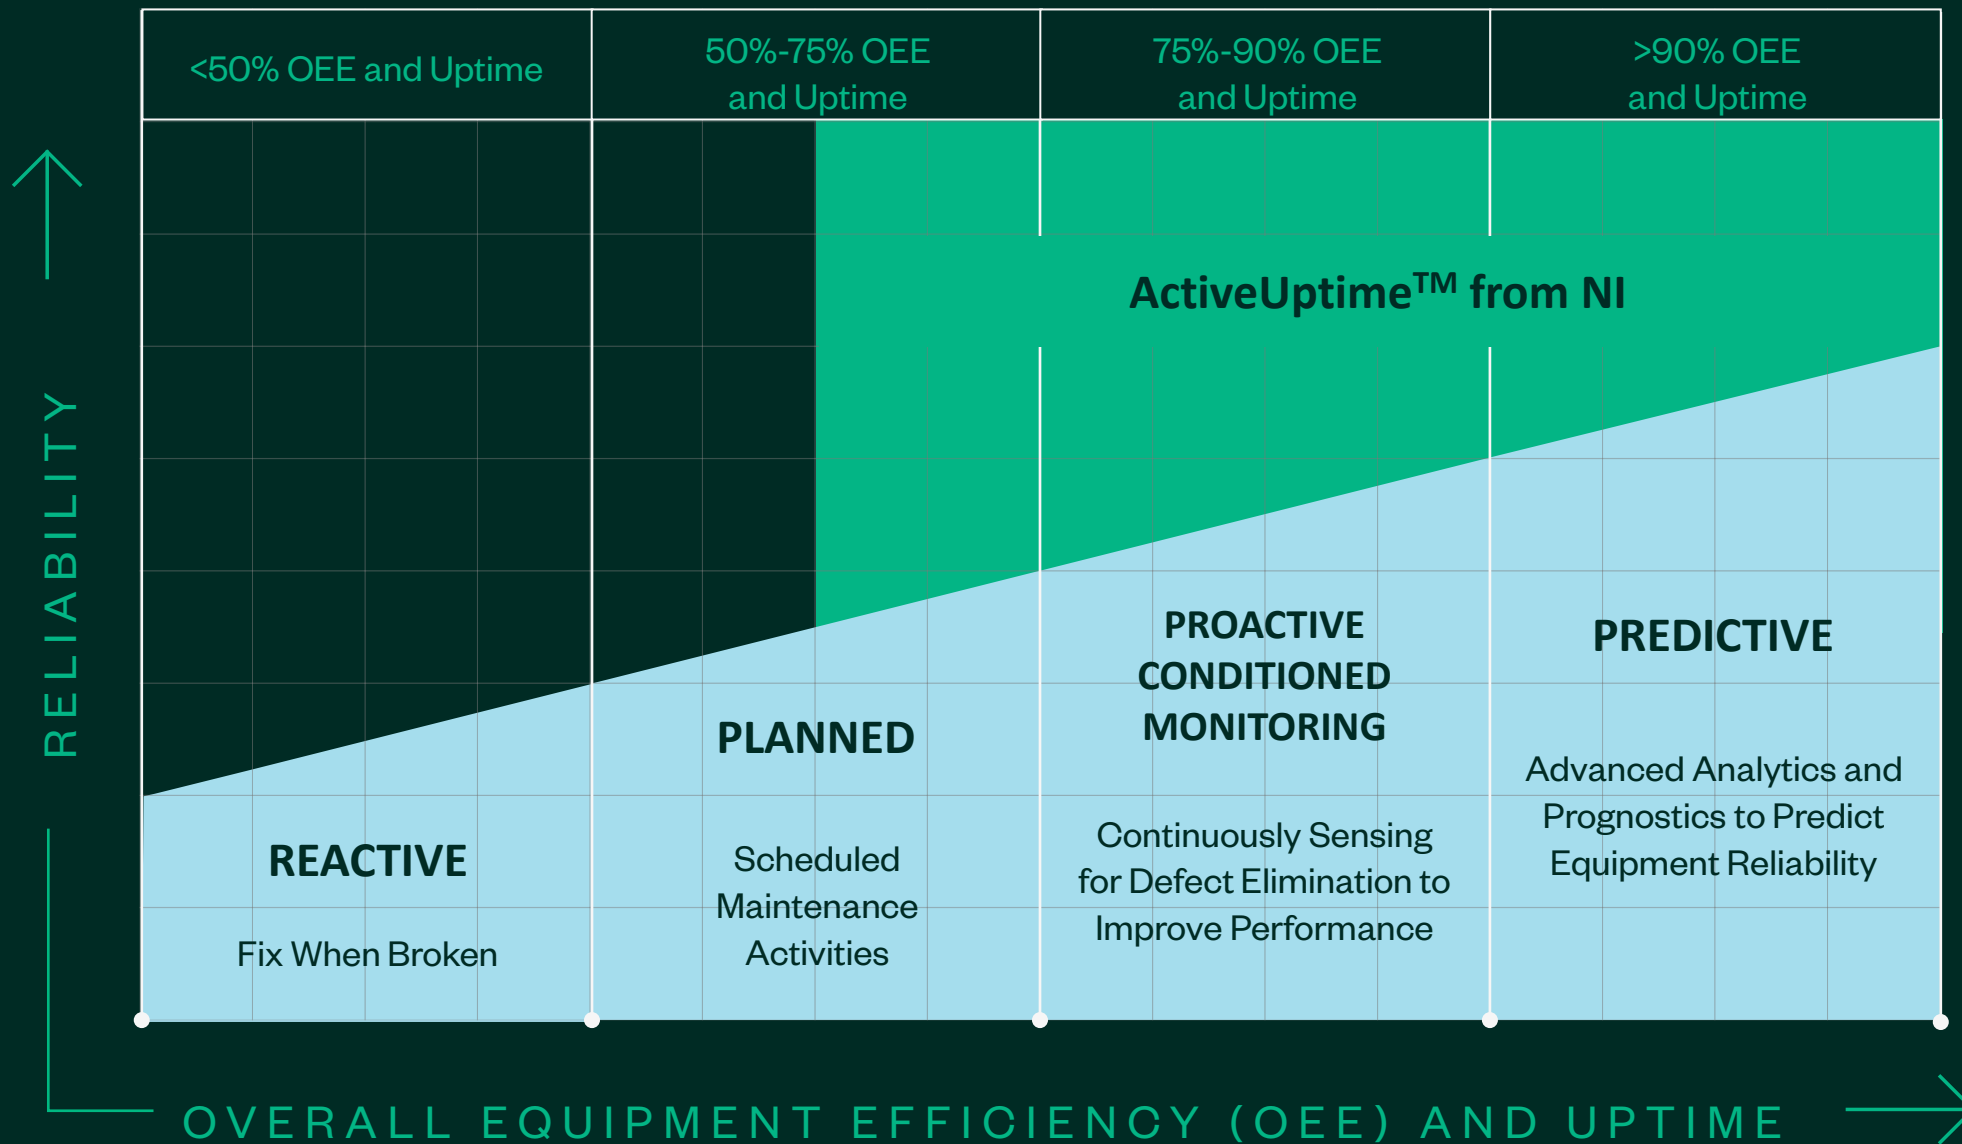 <50% OEE and Uptime
50%-75% OEE
and Uptime
75%-90% OEE
and Uptime
>90% OEE
and Uptime
ActiveUptime™ from NI
RELIABILITY
REACTIVE
Fix When Broken
PLANNED
Scheduled
Maintenance
Activities
PROACTIVE
CONDITIONED
MONITORING
Continuously Sensing
for Defect Elimination to
Improve Performance
PREDICTIVE
Advanced Analytics and
Prognostics to Predict
Equipment Reliability
OVERALL EQUIPMENT EFFICIENCY (OEE) AND UPTIME